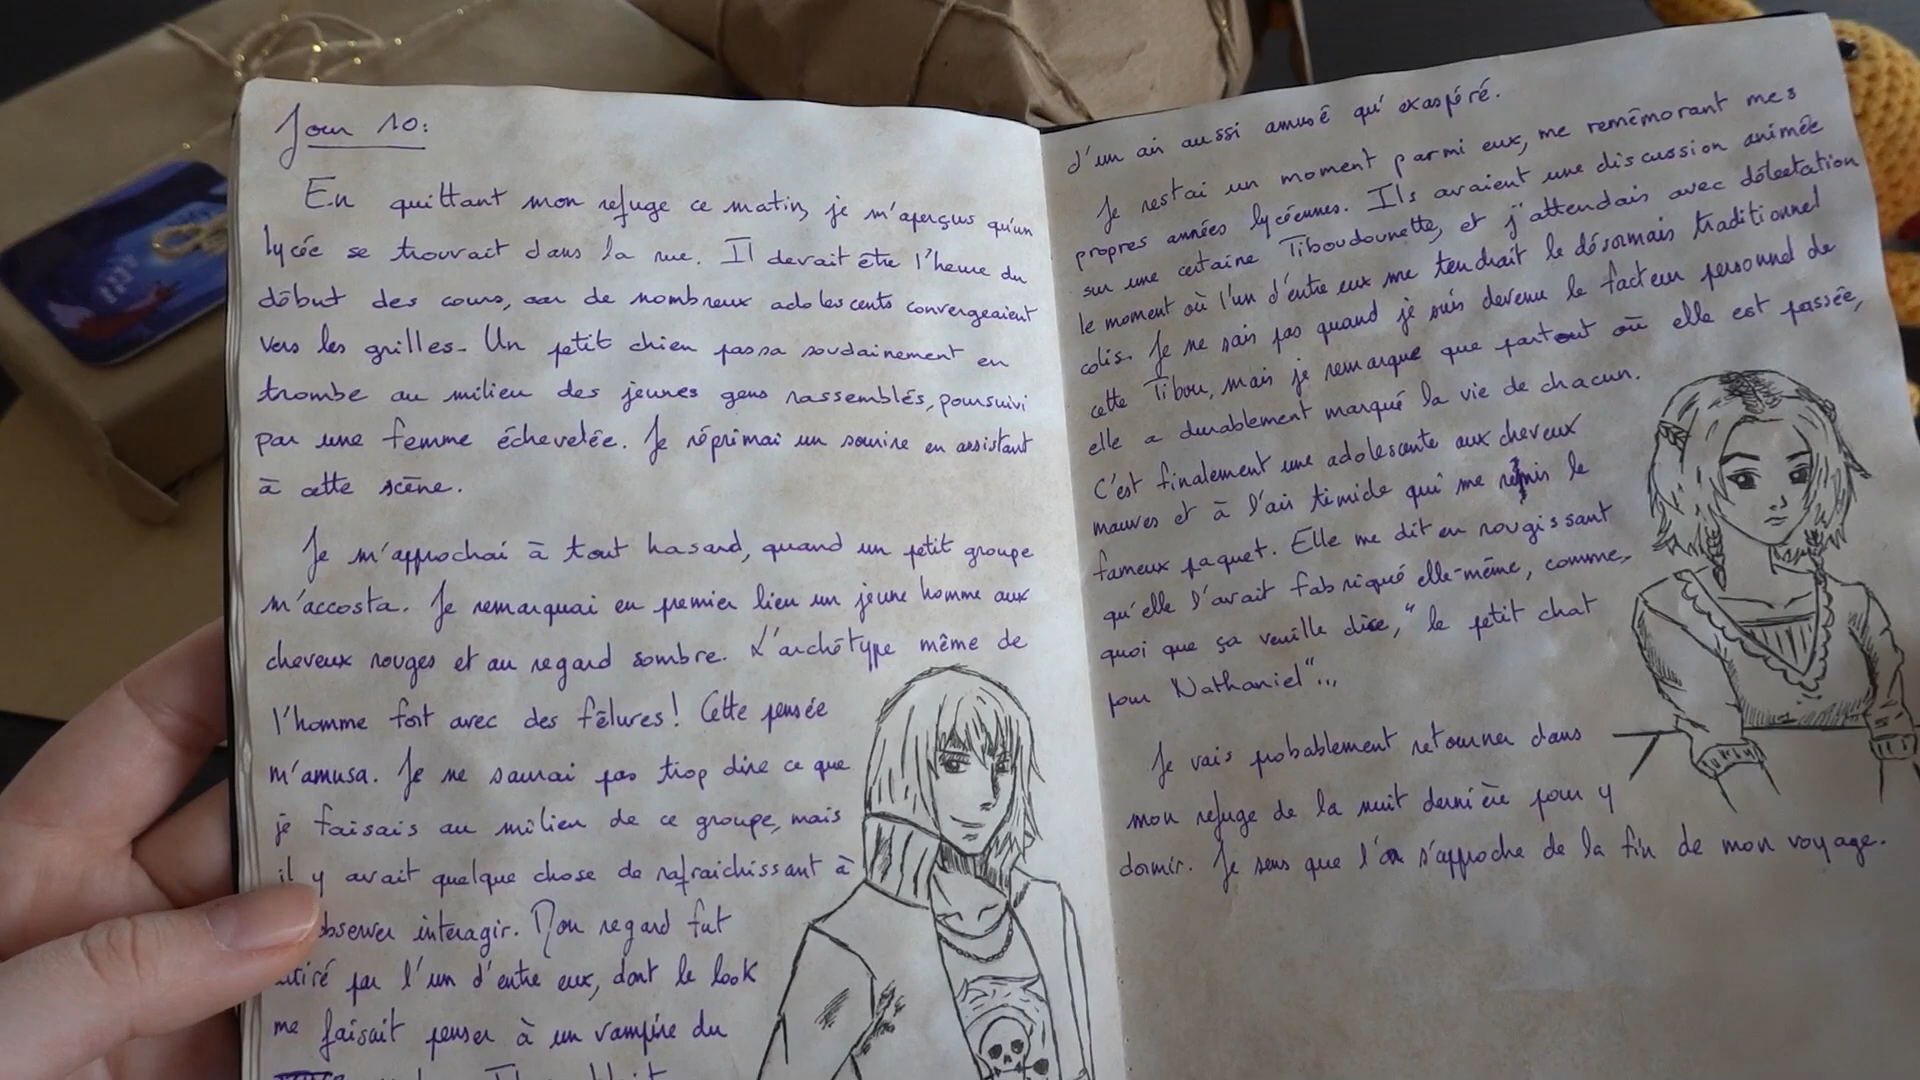 Jour 10:
En quittant mon refuge ce matin, je m'aperçus qu'un
lycée se trouvait dans la rue. Il devait être l'heure du
début des cours, car de nombreux adolescents convergeaient
vers les grilles. Un petit chien passa soudainement en
trombe au milieu des jeunes gens rassemblés, poursuivi
par une femme échevelée. Je réprimai un sourire en assistant
à cette scène.
Je m'approchai à tout hasard, quand un petit groupe
m'accosta. Je remarquai en premier lieu un jeune homme aux
cheveux rouges et au regard sombre. L'archétype même de
l'homme fort avec des fêlures! Cette pensée
m'amusa. Je ne saurai pas trop dire ce que
je faisais au milieu de ce groupe, mais
il y avait quelque chose de rafraichissant à
observer interagir. Mon regard fut
attiré par l'un d'entre eux, dont le look
me faisait penser à un vampire du
d'un air aussi amusé qu'exaspéré.
Je restai un moment parmi eux, me remémorant mes
propres années lycéennes. Ils avaient une discussion animée
sur une certaine Tiboudounette, et j'attendais avec délectation
le moment où l'un d'entre eux me tendrait le désormais traditionnel
colis. Je ne sais pas quand je suis devenu le facteur personnel de
cette Tibou, mais je remarque que partout où elle est passée,
elle a durablement marqué la vie de chacun.
C'est finalement une adolescente aux cheveux
mauves et à l'air timide qui me remis le
fameux paquet. Elle me dit en rougissant
qu'elle l'avait fabriqué elle-même, comme,
quoi que ça veuille dire, "le petit chat
pour Nathaniel"...
Je vais probablement retourner dans
mon refuge de la nuit dernière pour y
dormir. Je sens que l'on s'approche de la fin de mon voyage.